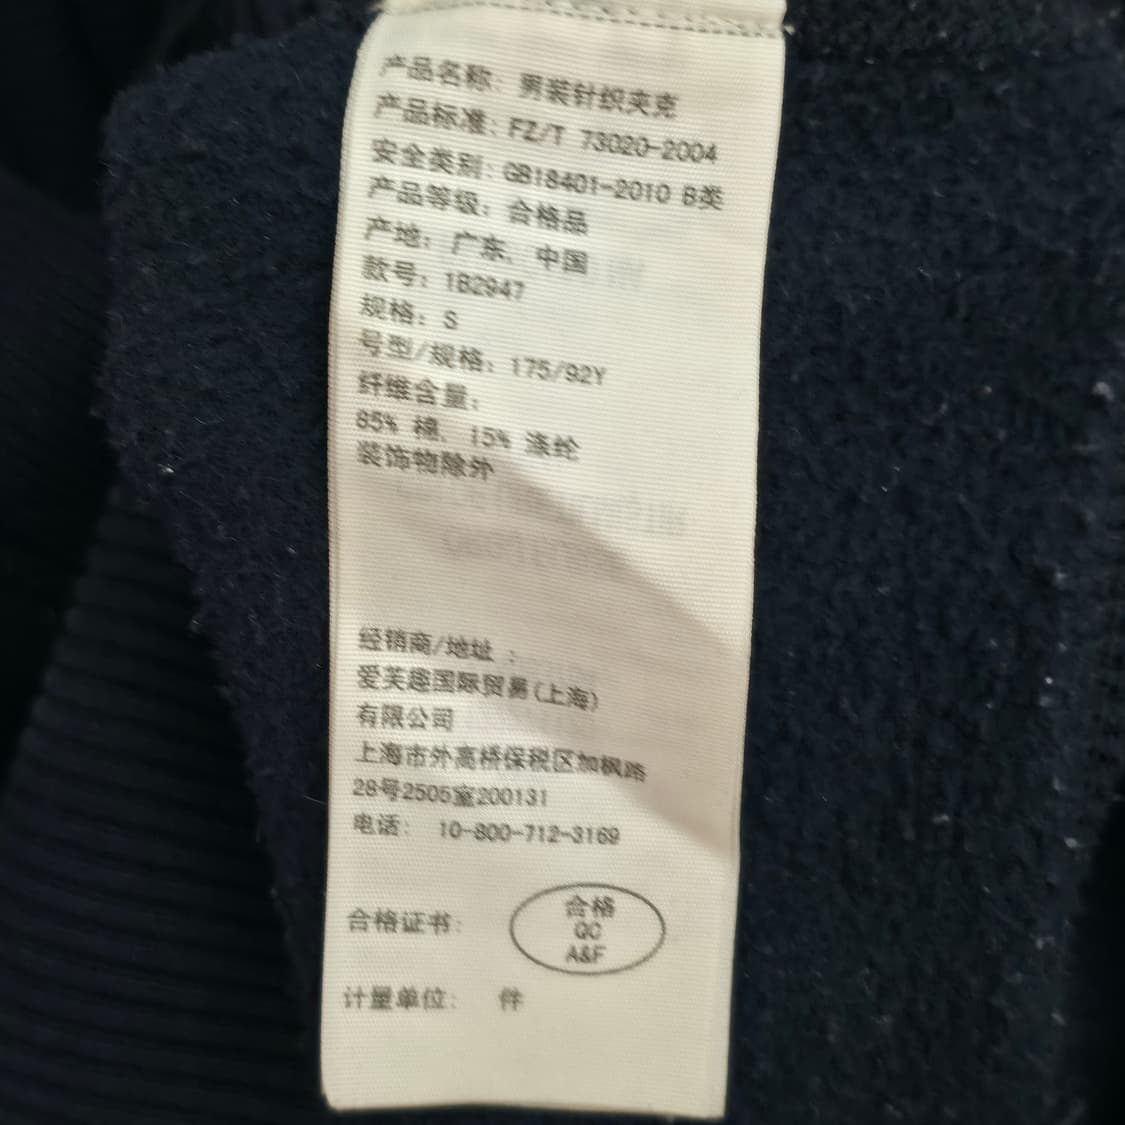 产品名称：男装针织夹克
产品标准：FZ/T 73020-2004
安全类别：GB18401-2010 B类
产品等级：合格品
产地：广东，中国
款号：1B2947
规格：S
号型/规格：175/92Y
纤维含量：
85% 棉，15% 涤纶
装饰物除外
经销商/地址：
爱芙趣国际贸易(上海)
有限公司
上海市外高桥保税区加枫路
28号2505室200131
电话： 10-800-712-3169
合格证书：
合格
QC
A&F
计量单位： 件